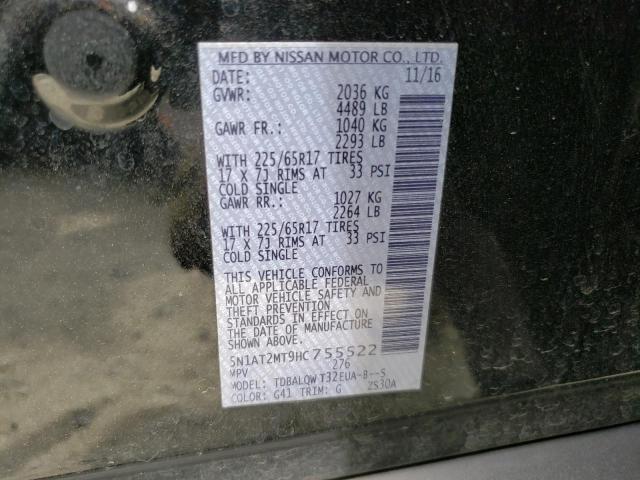 MFD BY NISSAN MOTOR CO., LTD.
DATE: 11/16
GVWR: 2036 KG
4489 LB
GAWR FR.: 1040 KG
2293 LB
WITH 225/65R17 TIRES
17 X 7J RIMS AT 33 PSI
COLD SINGLE
GAWR RR.: 1027 KG
2264 LB
WITH 225/65R17 TIRES
17 X 7J RIMS AT 33 PSI
COLD SINGLE
THIS VEHICLE CONFORMS TO
ALL APPLICABLE FEDERAL
MOTOR VEHICLE SAFETY AND
THEFT PREVENTION
STANDARDS IN EFFECT ON
THE DATE OF MANUFACTURE
SHOWN ABOVE.
5N1AT2MT9HC755522
MPV 276
MODEL: TDBALQW T32EUA-B--S
COLOR: G41 TRIM: G 2S30A